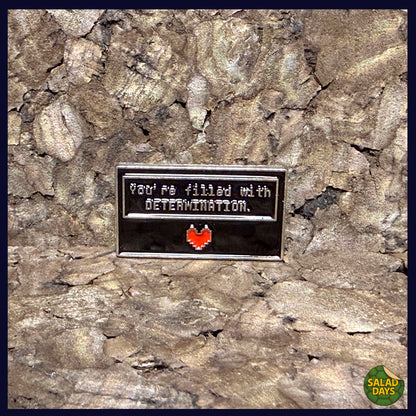 You're filled with
DETERMINATION.
SALAD
DAYS